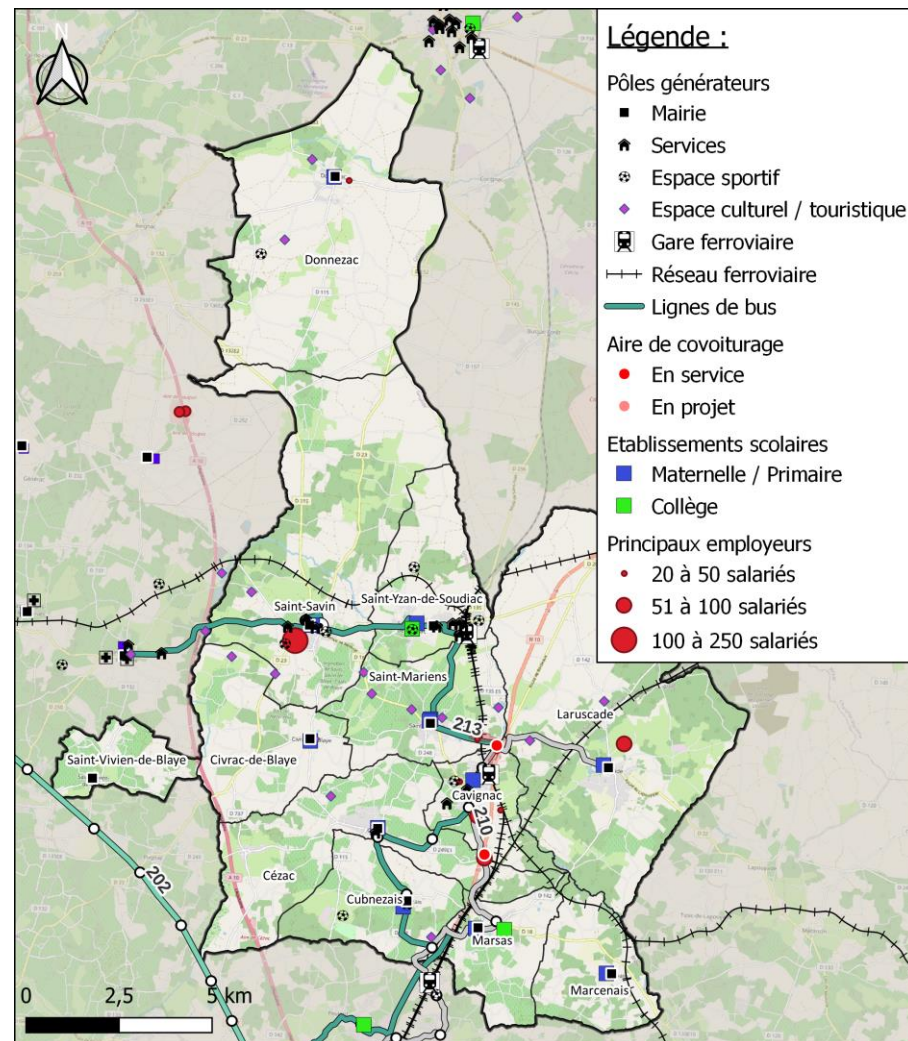 N
Légende :
Pôles générateurs
Mairie
Services
Espace sportif
Espace culturel / touristique
Gare ferroviaire
Réseau ferroviaire
Lignes de bus
Aire de covoiturage
En service
En projet
Etablissements scolaires
Maternelle / Primaire
Collège
Principaux employeurs
20 à 50 salariés
51 à 100 salariés
100 à 250 salariés
Donnezac
Saint-Savin
Saint-Yzan-de-Soudiac
Saint-Mariens
213
Laruscade
Saint-Vivien-de-Blaye
Civrac-de-Blaye
Cavignac
210
202
Cézac
Cubnezais
Marsas
Marcenais
0
2,5
5 km